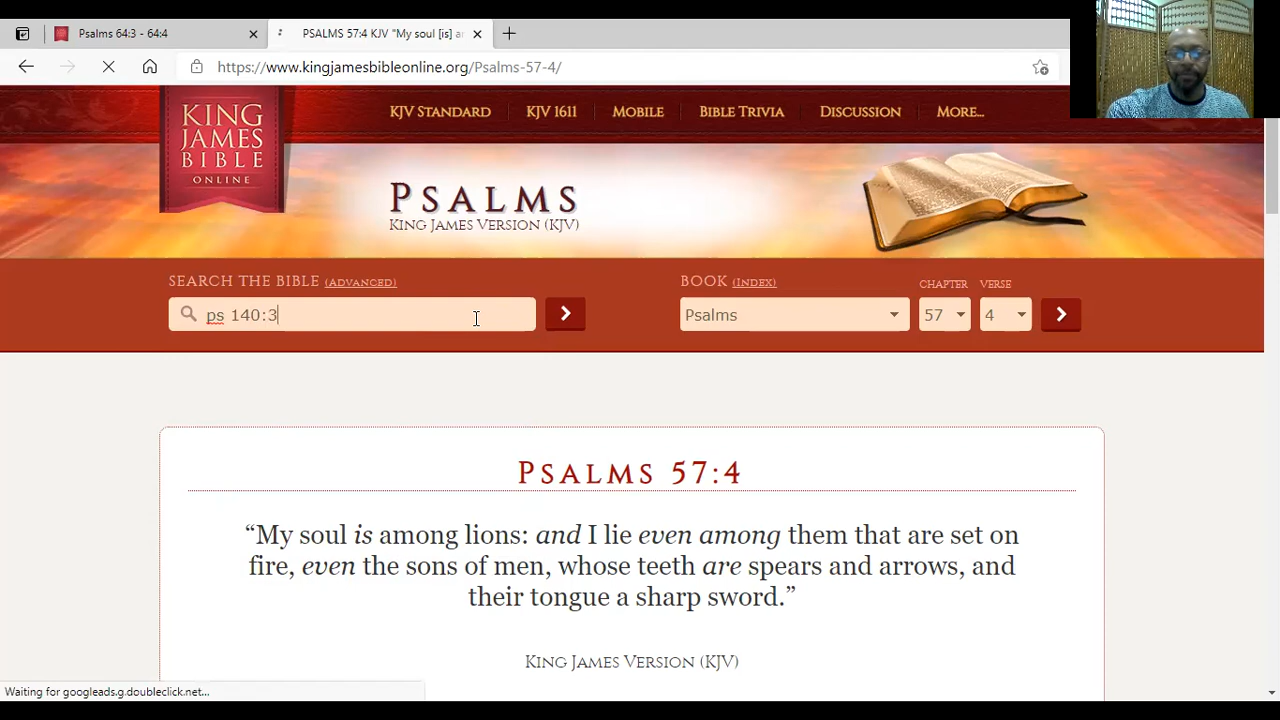 Psalms 64:3 - 64:4
PSALMS 57:4 KJV "My soul [is] a
https://www.kingjamesbibleonline.org/Psalms-57-4/
KING
JAMES
BIBLE
ONLINE
KJV STANDARD
KJV 1611
MOBILE
BIBLE TRIVIA
DISCUSSION
MORE...
PSALMS
KING JAMES VERSION (KJV)
SEARCH THE BIBLE (ADVANCED)
BOOK (INDEX)
CHAPTER
VERSE
ps 140:3
Psalms
57
4
PSALMS 57:4
“My soul is among lions: and I lie even among them that are set on
fire, even the sons of men, whose teeth are spears and arrows, and
their tongue a sharp sword.”
KING JAMES VERSION (KJV)
Waiting for googleads.g.doubleclick.net...